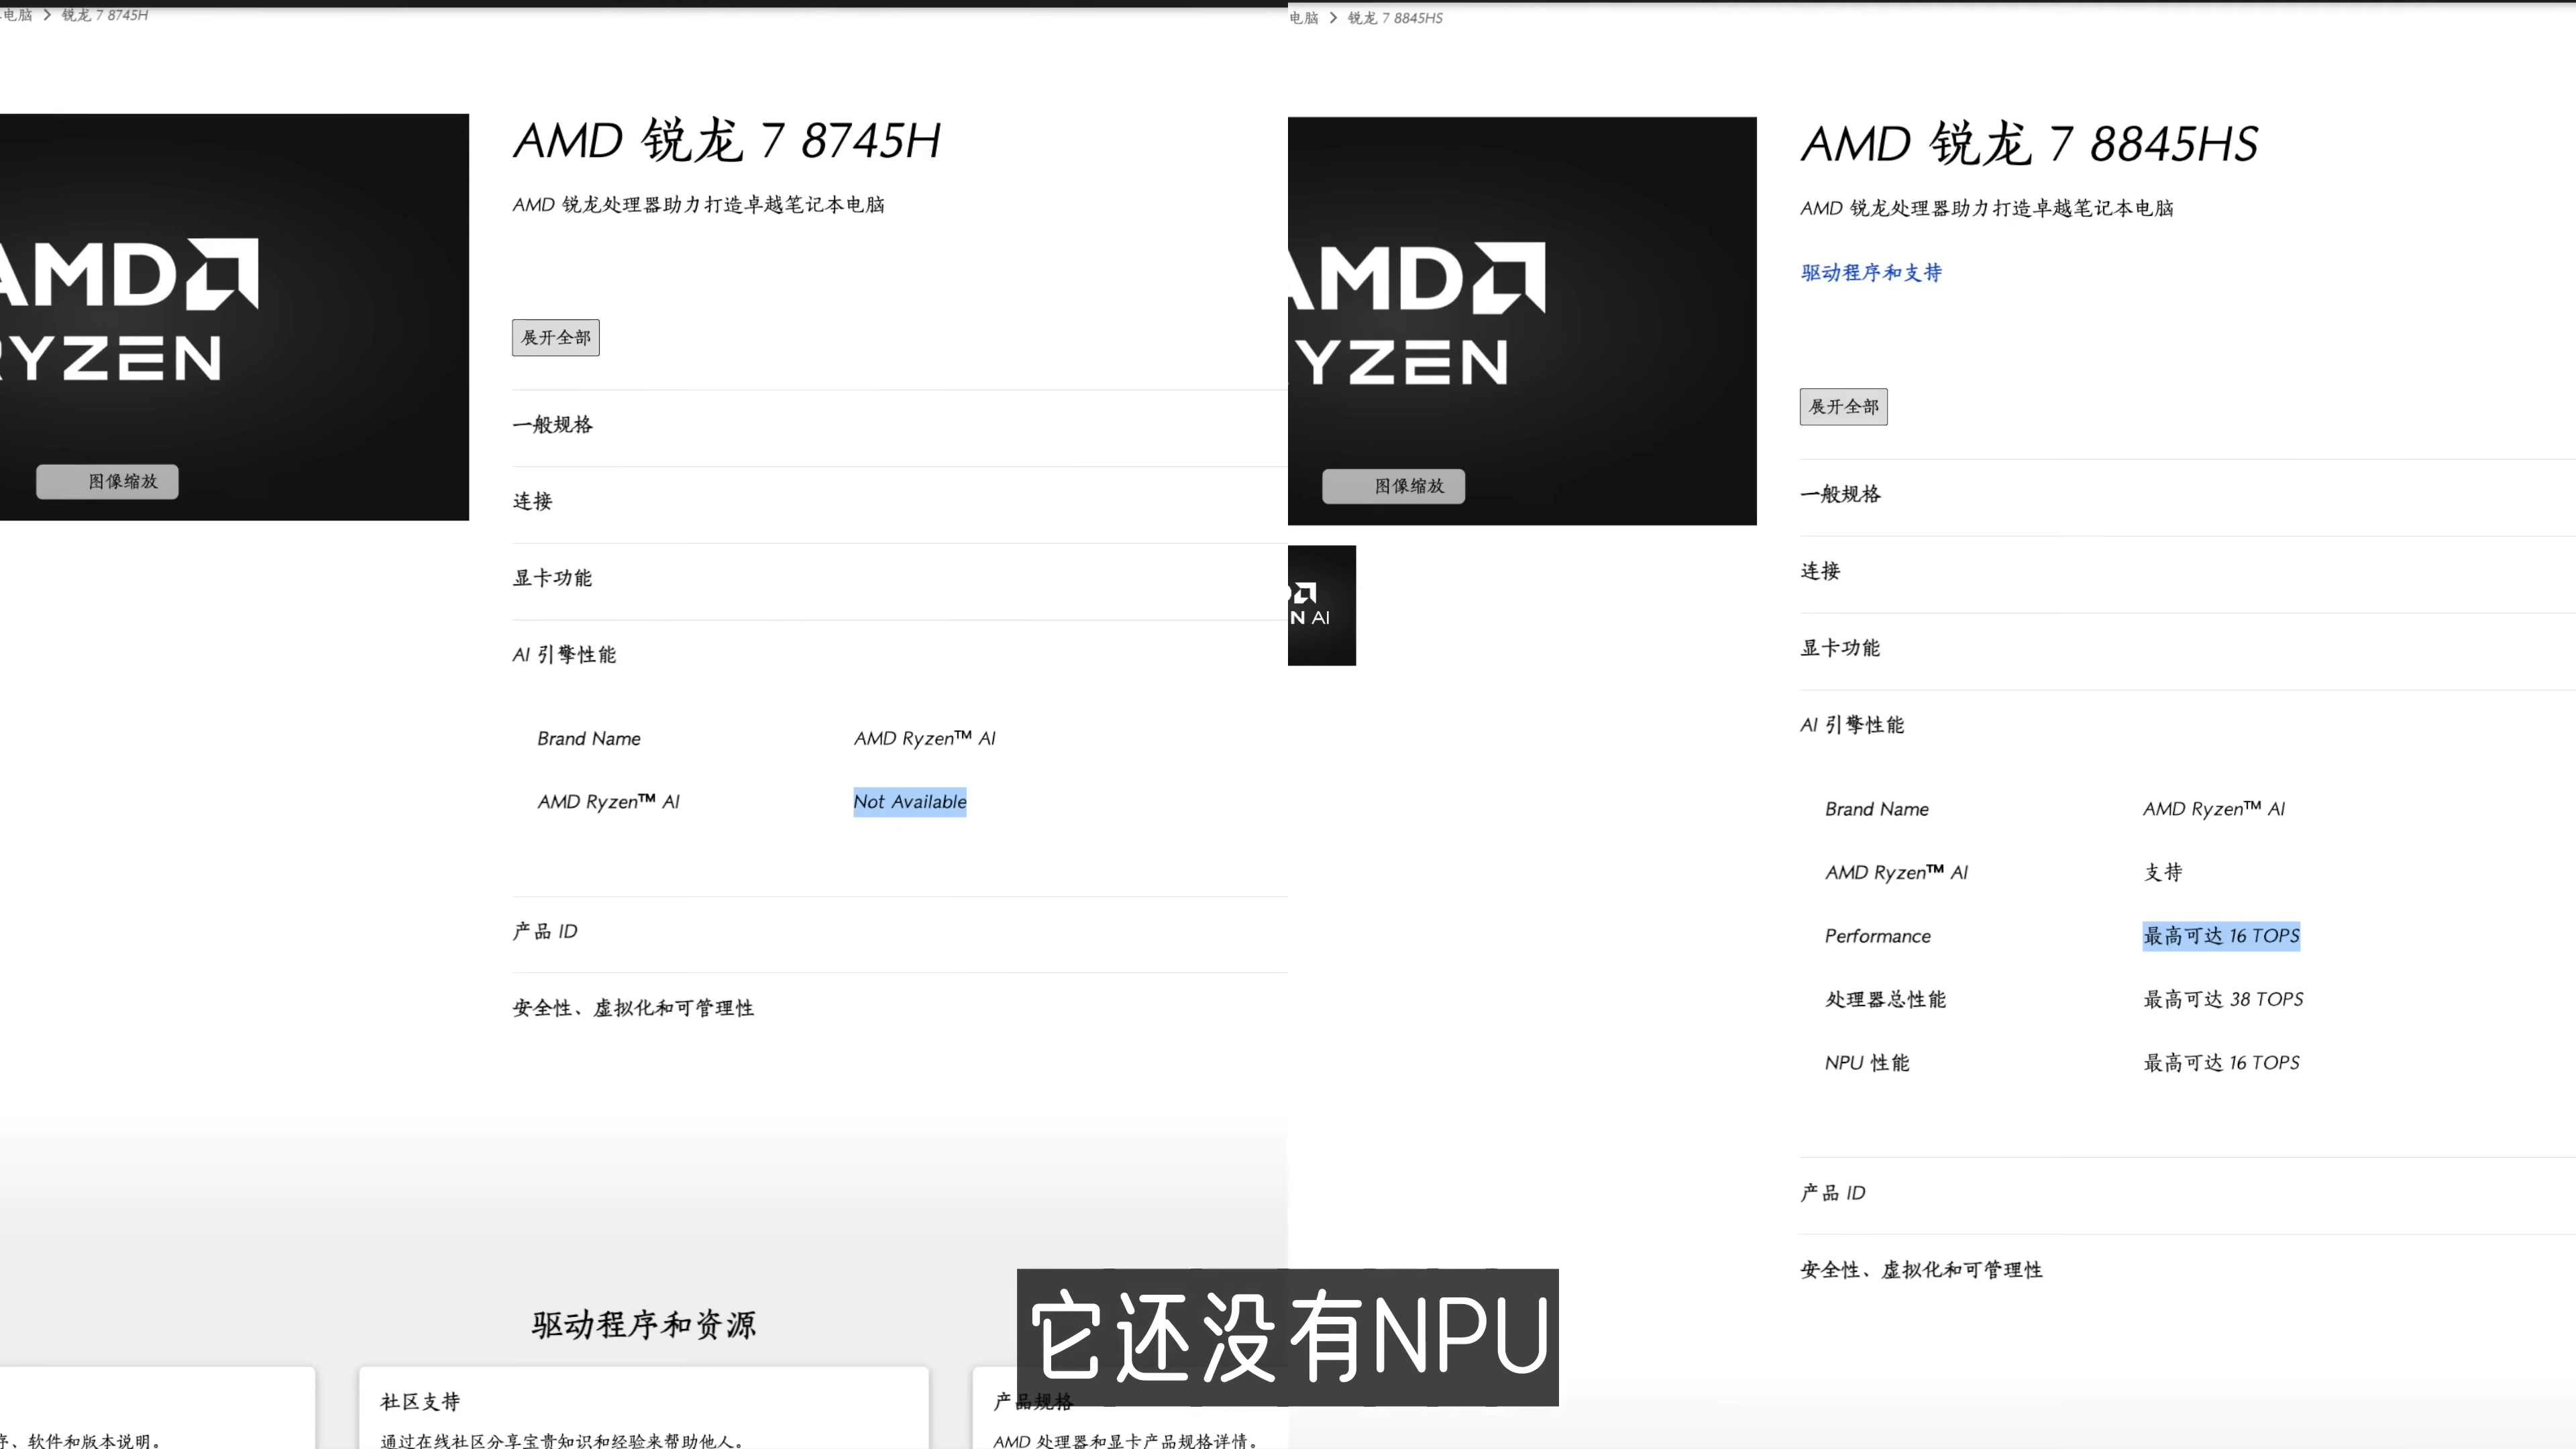 电脑 > 锐龙 7 8745H
AMD
RYZEN
图像缩放
AMD 锐龙 7 8745H
AMD 锐龙处理器助力打造卓越笔记本电脑
展开全部
一般规格
连接
显卡功能
AI 引擎性能
Brand Name AMD Ryzen™ AI
AMD Ryzen™ AI Not Available
产品 ID
安全性、虚拟化和可管理性
驱动程序和资源
序、软件和版本说明。
社区支持
通过在线社区分享宝贵知识和经验来帮助他人。
产品规格
AMD 处理器和显卡产品规格详情。
电脑 > 锐龙 7 8845HS
AMD
YZEN
图像缩放
N AI
AMD 锐龙 7 8845HS
AMD 锐龙处理器助力打造卓越笔记本电脑
驱动程序和支持
展开全部
一般规格
连接
显卡功能
AI 引擎性能
Brand Name AMD Ryzen™ AI
AMD Ryzen™ AI 支持
Performance 最高可达 16 TOPS
处理器总性能 最高可达 38 TOPS
NPU 性能 最高可达 16 TOPS
产品 ID
安全性、虚拟化和可管理性
它还没有NPU